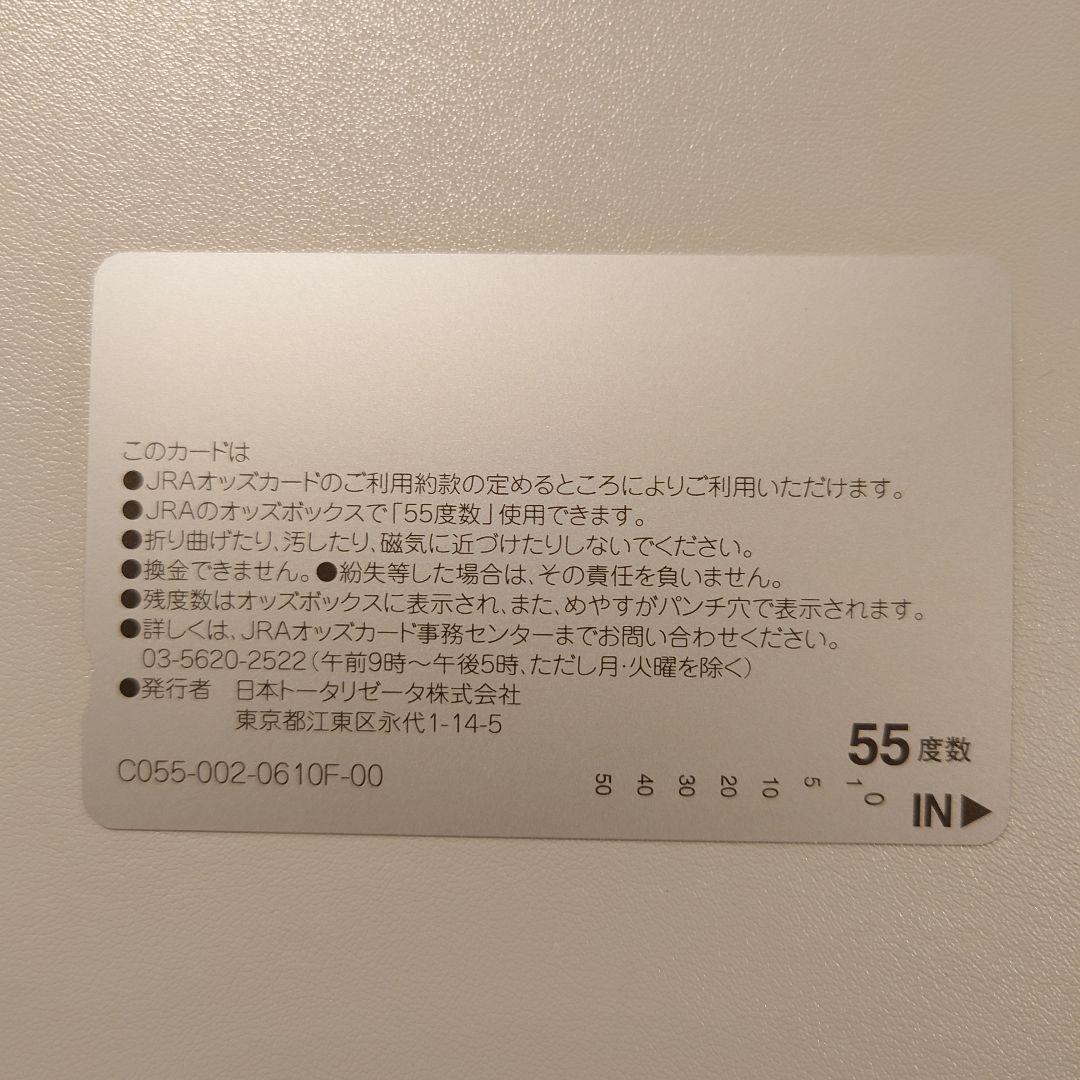 このカードは
●JRAオッズカードのご利用約款の定めるところによりご利用いただけます。
●JRAのオッズボックスで「55度数」使用できます。
●折り曲げたり、汚したり、磁気に近づけたりしないでください。
●換金できません。●紛失等した場合は、その責任を負いません。
●残度数はオッズボックスに表示され、また、めやすがパンチ穴で表示されます。
●詳しくは、JRAオッズカード事務センターまでお問い合わせください。
03-5620-2522（午前9時～午後5時、ただし月・火曜を除く）
●発行者 日本トータリゼータ株式会社
東京都江東区永代1-14-5
55度数
C055-002-0610F-00
50 40 30 20 10 5 1 0
IN▶